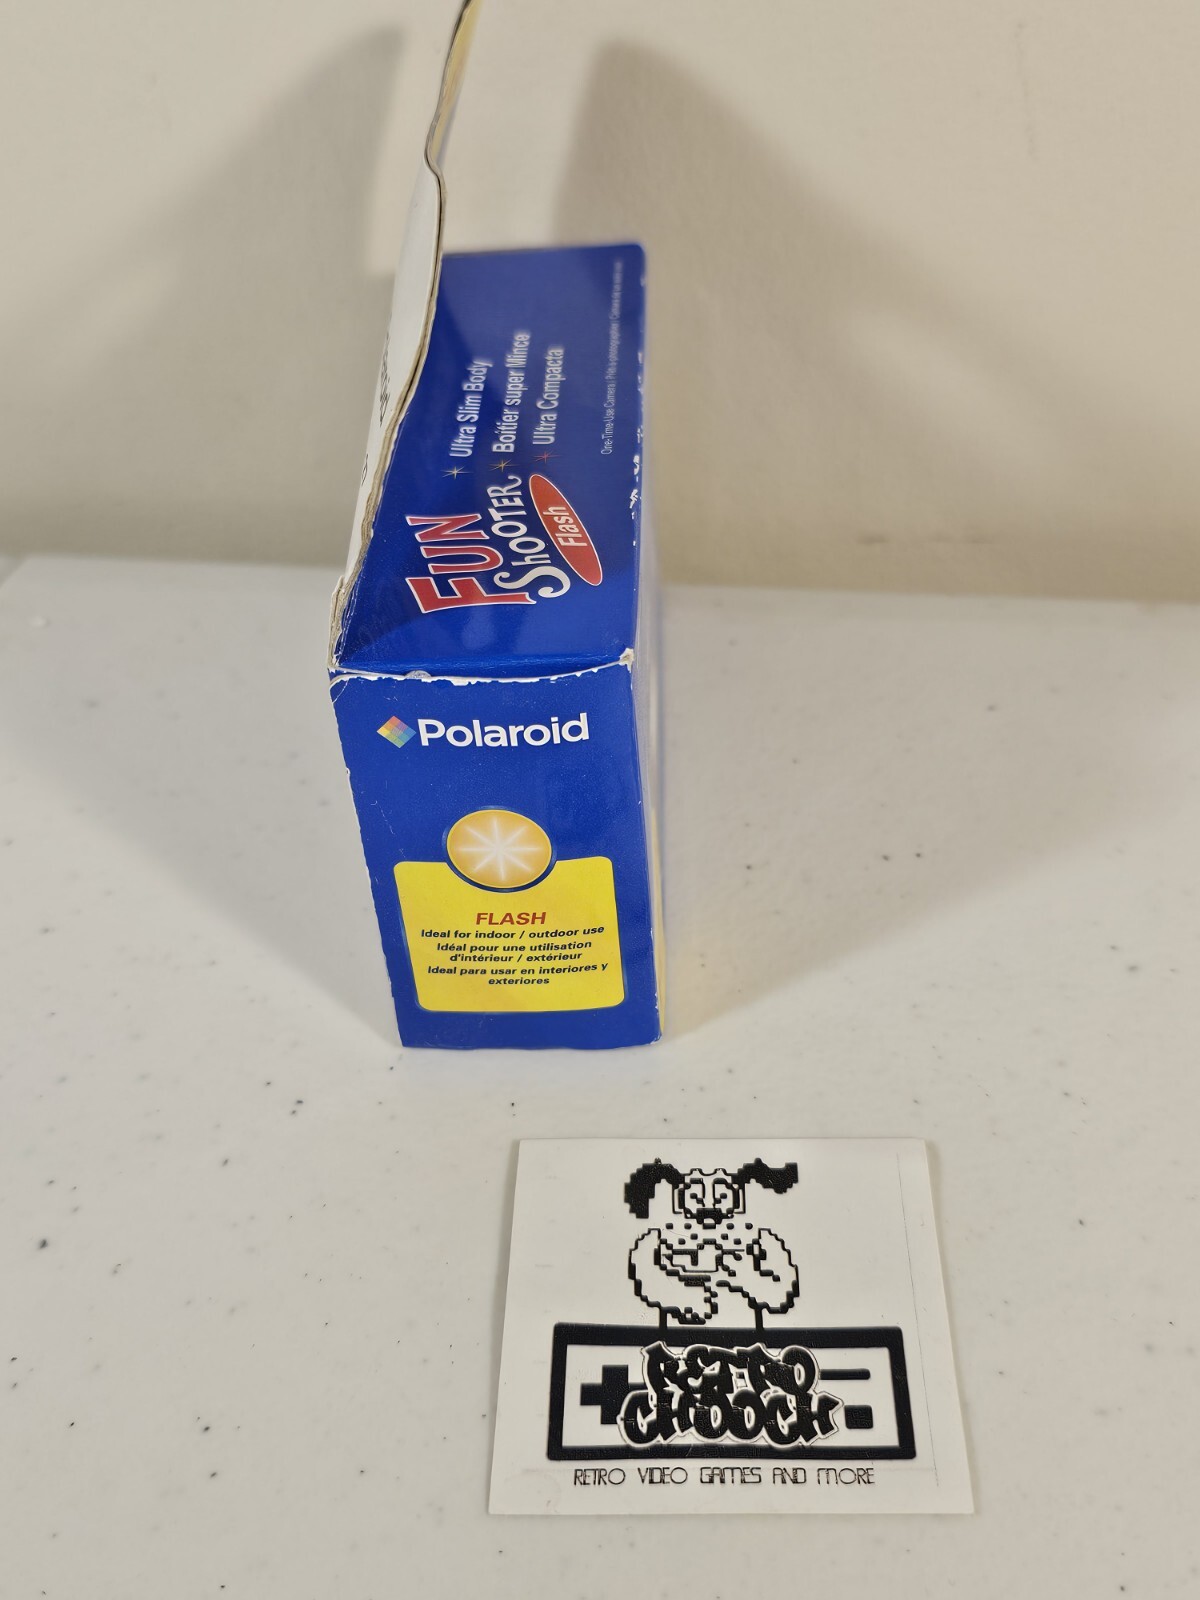 Ultra Slim Body
Boîtier super Mince
Ultra Compacta
FUN
SHOOTER
Flash
Polaroid
FLASH
Ideal for indoor / outdoor use
Idéal pour une utilisation
d'intérieur / extérieur
Ideal para usar en interiores y
exteriores
RETRO
CHOOCH
RETRO VIDEO GAMES AND MORE